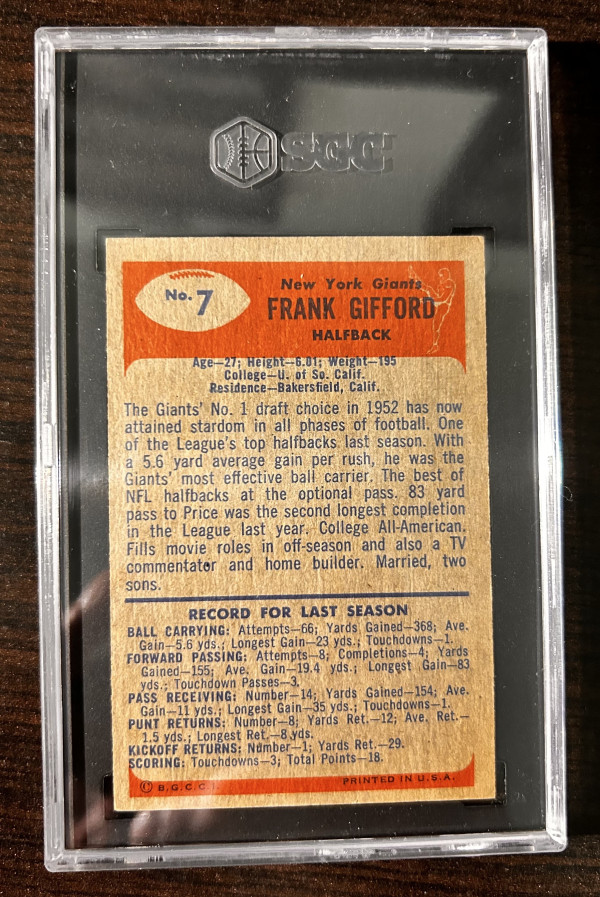 SGC
No. 7
New York Giants
FRANK GIFFORD
HALFBACK
Age—27; Height—6.01; Weight—195
College—U. of So. Calif.
Residence—Bakersfield, Calif.
The Giants' No. 1 draft choice in 1952 has now
attained stardom in all phases of football. One
of the League's top halfbacks last season. With
a 5.6 yard average gain per rush, he was the
Giants' most effective ball carrier. The best of
NFL halfbacks at the optional pass. 83 yard
pass to Price was the second longest completion
in the League last year. College All-American.
Fills movie roles in off-season and also a TV
commentator and home builder. Married, two
sons.
RECORD FOR LAST SEASON
BALL CARRYING: Attempts—66; Yards Gained—368; Ave.
Gain—5.6 yds.; Longest Gain—23 yds.; Touchdowns—1.
FORWARD PASSING: Attempts—8; Completions—4; Yards
Gained—155; Ave. Gain—19.4 yds.; Longest Gain—83
yds.; Touchdown Passes—3.
PASS RECEIVING: Number—14; Yards Gained—154; Ave.
Gain—11 yds.; Longest Gain—35 yds.; Touchdowns—1.
PUNT RETURNS: Number—8; Yards Ret.—12; Ave. Ret.—
1.5 yds.; Longest Ret.—8 yds.
KICKOFF RETURNS: Number—1; Yards Ret.—29.
SCORING: Touchdowns—3; Total Points—18.
© B.G.C.C.I. PRINTED IN U.S.A.